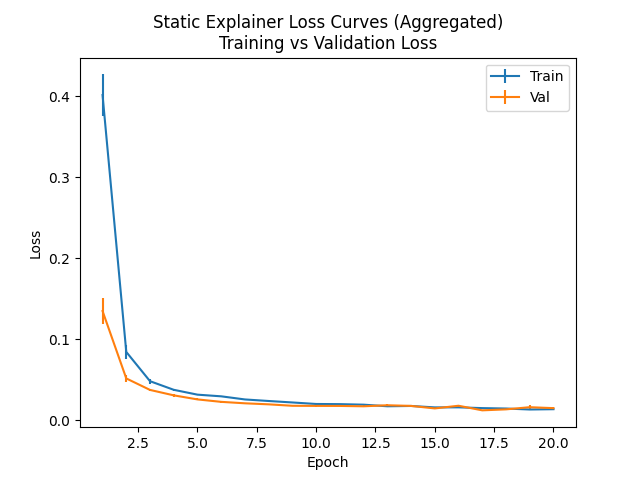 Static Explainer Loss Curves (Aggregated)
Training vs Validation Loss
Train
Val
Loss
0.4
0.3
0.2
0.1
0.0
2.5 5.0 7.5 10.0 12.5 15.0 17.5 20.0
Epoch